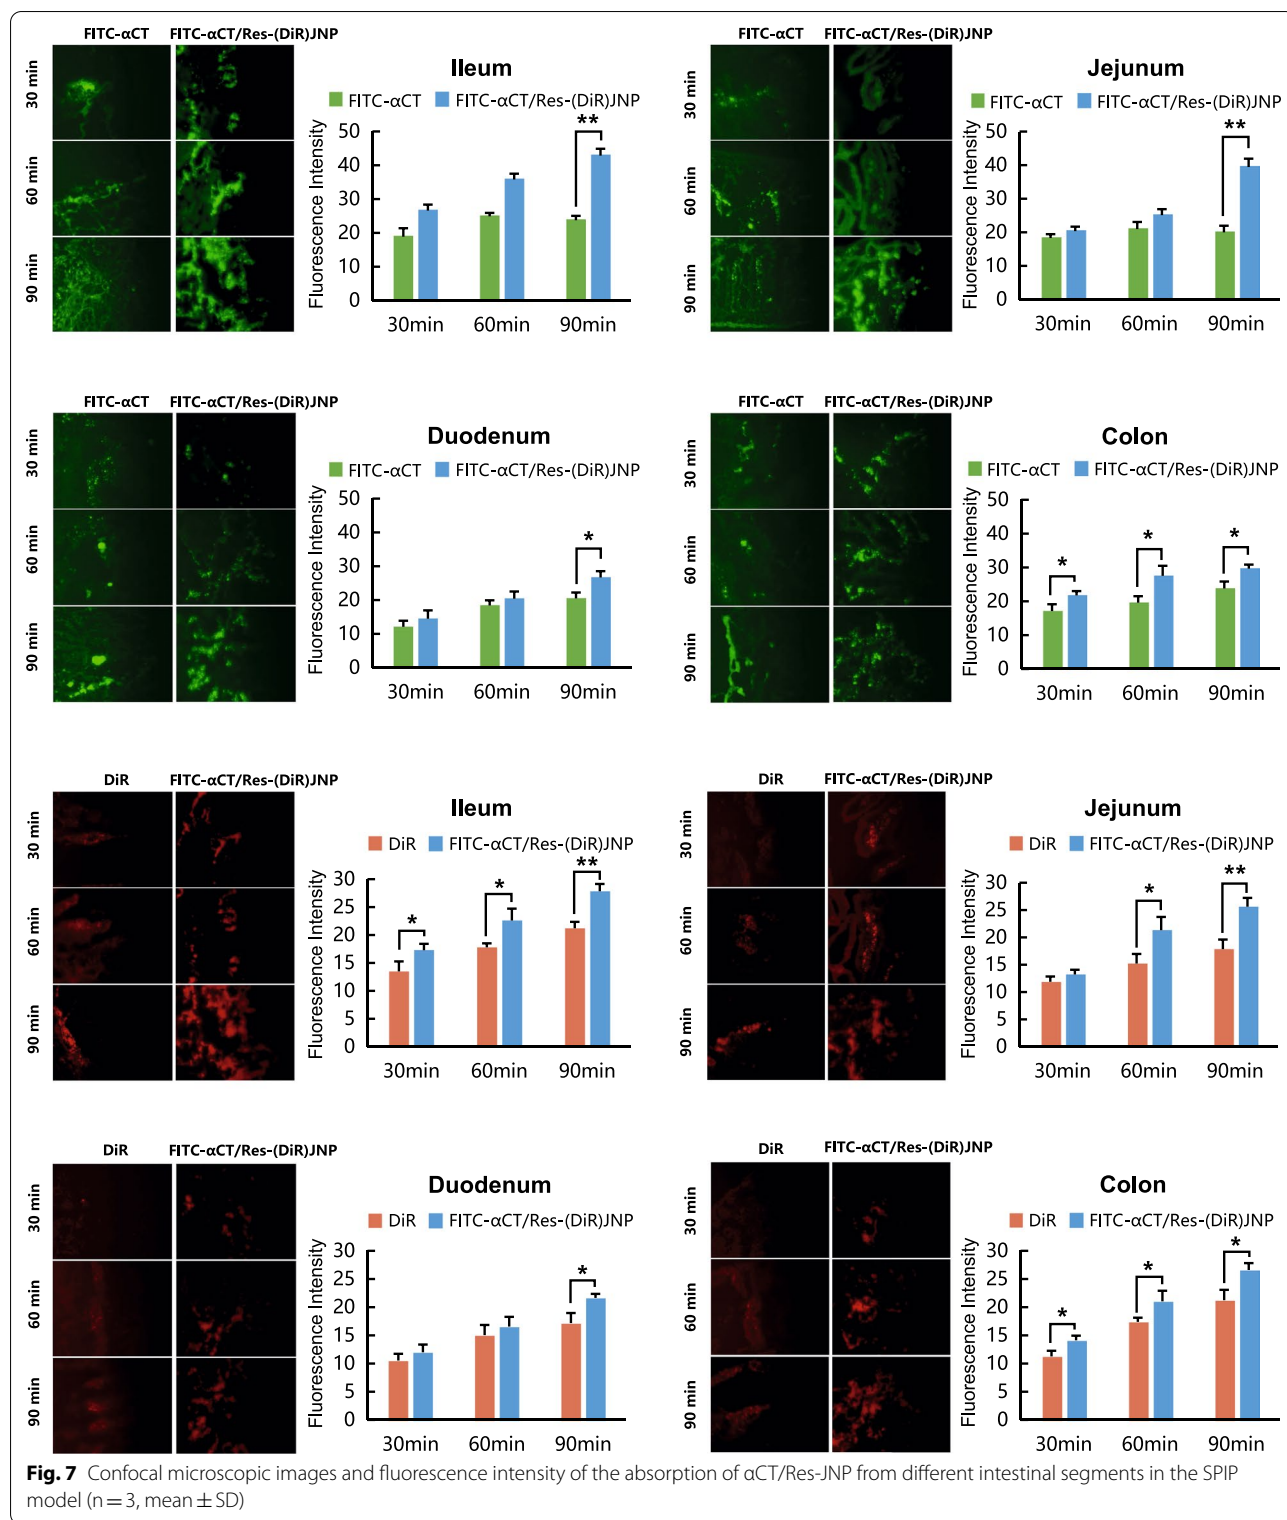 FITC-αCT FITC-αCT/Res-(DiR)JNP
30 min
60 min
90 min
Ileum
FITC-αCT FITC-αCT/Res-(DiR)JNP
Fluorescence Intensity
50
40
30
20
10
0
**
30min 60min 90min
FITC-αCT FITC-αCT/Res-(DiR)JNP
30 min
60 min
90 min
Jejunum
FITC-αCT FITC-αCT/Res-(DiR)JNP
Fluorescence Intensity
50
40
30
20
10
0
**
30min 60min 90min
FITC-αCT FITC-αCT/Res-(DiR)JNP
30 min
60 min
90 min
Duodenum
FITC-αCT FITC-αCT/Res-(DiR)JNP
Fluorescence Intensity
50
40
30
20
10
0
*
30min 60min 90min
FITC-αCT FITC-αCT/Res-(DiR)JNP
30 min
60 min
90 min
Colon
FITC-αCT FITC-αCT/Res-(DiR)JNP
Fluorescence Intensity
50
40
30
20
10
0
* * *
30min 60min 90min
DiR FITC-αCT/Res-(DiR)JNP
30 min
60 min
90 min
Ileum
DiR FITC-αCT/Res-(DiR)JNP
Fluorescence Intensity
30
25
20
15
10
5
0
* * **
30min 60min 90min
DiR FITC-αCT/Res-(DiR)JNP
30 min
60 min
90 min
Jejunum
DiR FITC-αCT/Res-(DiR)JNP
Fluorescence Intensity
30
25
20
15
10
5
0
* **
30min 60min 90min
DiR FITC-αCT/Res-(DiR)JNP
30 min
60 min
90 min
Duodenum
DiR FITC-αCT/Res-(DiR)JNP
Fluorescence Intensity
30
25
20
15
10
5
0
*
30min 60min 90min
DiR FITC-αCT/Res-(DiR)JNP
30 min
60 min
90 min
Colon
DiR FITC-αCT/Res-(DiR)JNP
Fluorescence Intensity
30
25
20
15
10
5
0
* * *
30min 60min 90min
Fig. 7 Confocal microscopic images and fluorescence intensity of the absorption of αCT/Res-JNP from different intestinal segments in the SPIP
model (n = 3, mean ± SD)